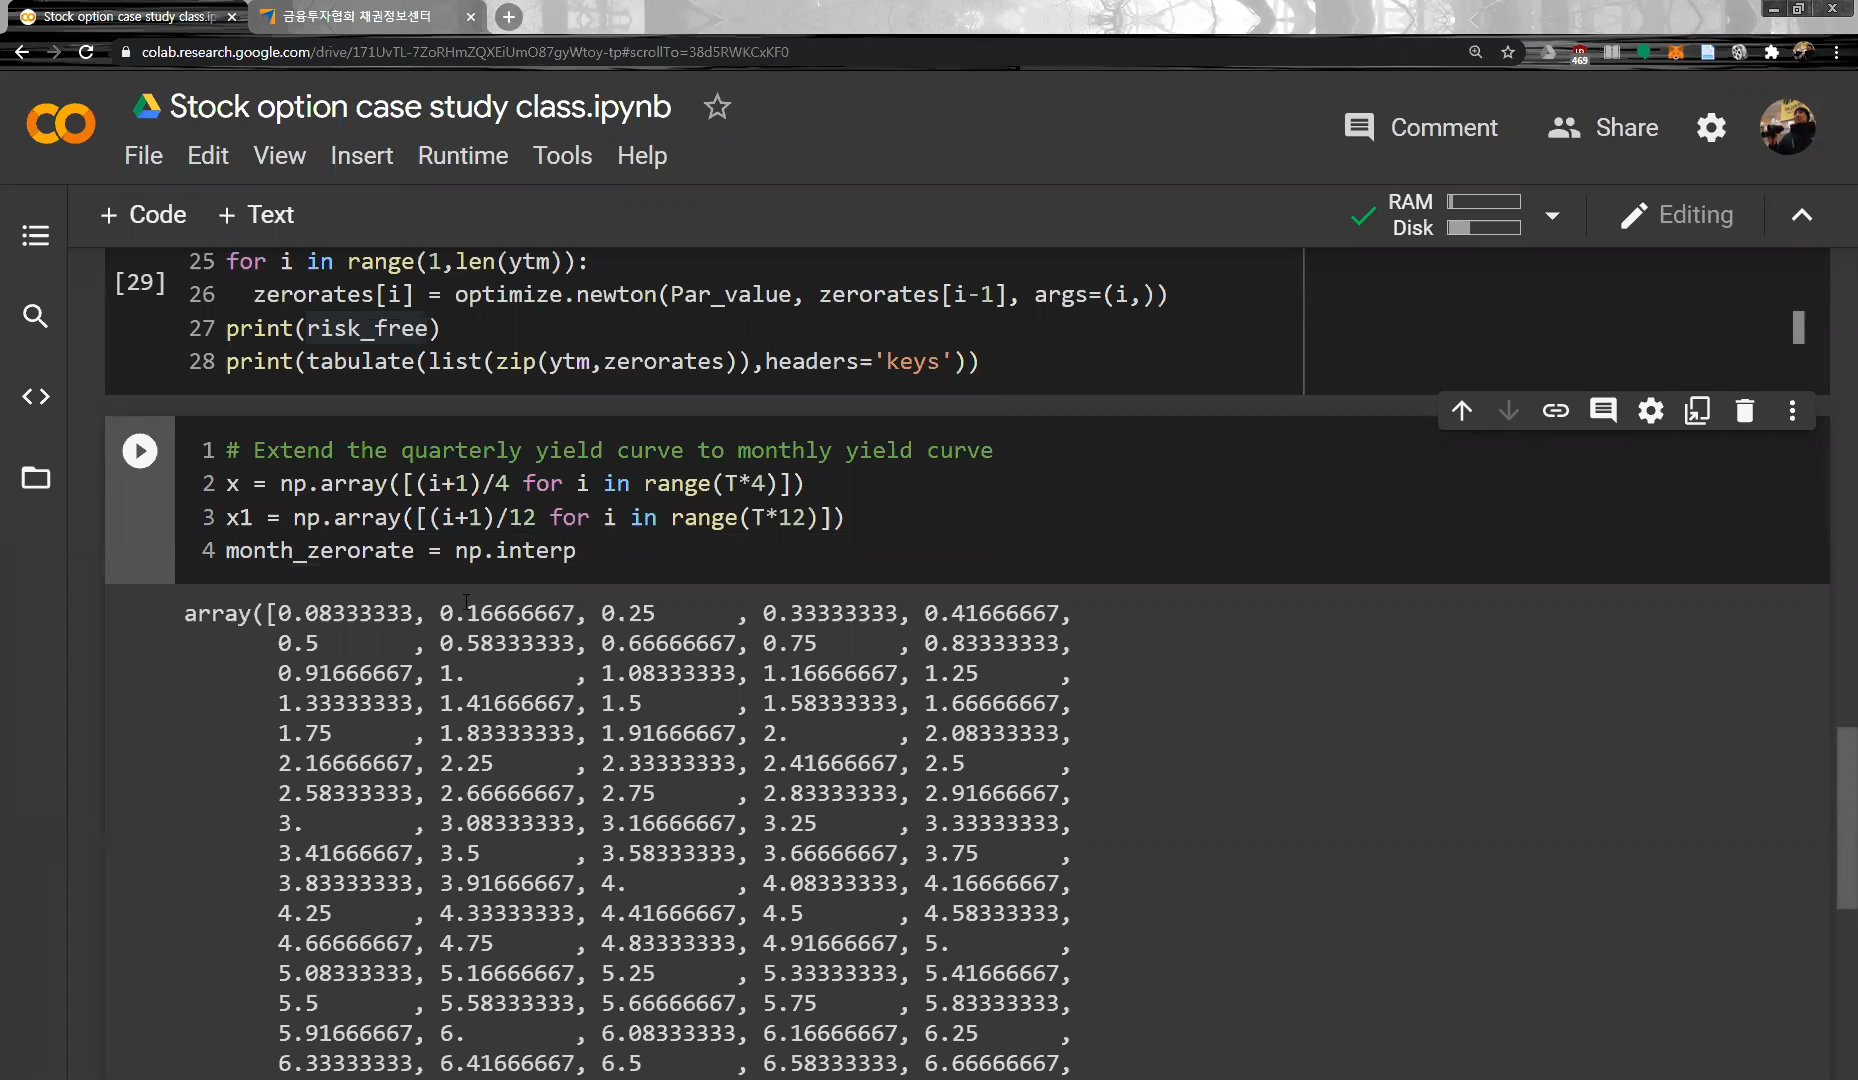 Stock option case study class.ip
금융투자협회 채권정보센터
colab.research.google.com/drive/171UvTL-7ZoRHmZQXEiUmO87gyWtoy-tp#scrollTo=38d5RWKCxKF0
469
Stock option case study class.ipynb
Comment
Share
File Edit View Insert Runtime Tools Help
+ Code + Text
RAM
Disk
Editing
[29]
25 for i in range(1,len(ytm)):
26 zerorates[i] = optimize.newton(Par_value, zerorates[i-1], args=(i,))
27 print(risk_free)
28 print(tabulate(list(zip(ytm,zerorates)),headers='keys'))
1 # Extend the quarterly yield curve to monthly yield curve
2 x = np.array([(i+1)/4 for i in range(T*4)])
3 x1 = np.array([(i+1)/12 for i in range(T*12)])
4 month_zerorate = np.interp
array([0.08333333, 0.16666667, 0.25 , 0.33333333, 0.41666667,
0.5 , 0.58333333, 0.66666667, 0.75 , 0.83333333,
0.91666667, 1. , 1.08333333, 1.16666667, 1.25 ,
1.33333333, 1.41666667, 1.5 , 1.58333333, 1.66666667,
1.75 , 1.83333333, 1.91666667, 2. , 2.08333333,
2.16666667, 2.25 , 2.33333333, 2.41666667, 2.5 ,
2.58333333, 2.66666667, 2.75 , 2.83333333, 2.91666667,
3. , 3.08333333, 3.16666667, 3.25 , 3.33333333,
3.41666667, 3.5 , 3.58333333, 3.66666667, 3.75 ,
3.83333333, 3.91666667, 4. , 4.08333333, 4.16666667,
4.25 , 4.33333333, 4.41666667, 4.5 , 4.58333333,
4.66666667, 4.75 , 4.83333333, 4.91666667, 5. ,
5.08333333, 5.16666667, 5.25 , 5.33333333, 5.41666667,
5.5 , 5.58333333, 5.66666667, 5.75 , 5.83333333,
5.91666667, 6. , 6.08333333, 6.16666667, 6.25 ,
6.33333333, 6.41666667, 6.5 , 6.58333333, 6.66666667,